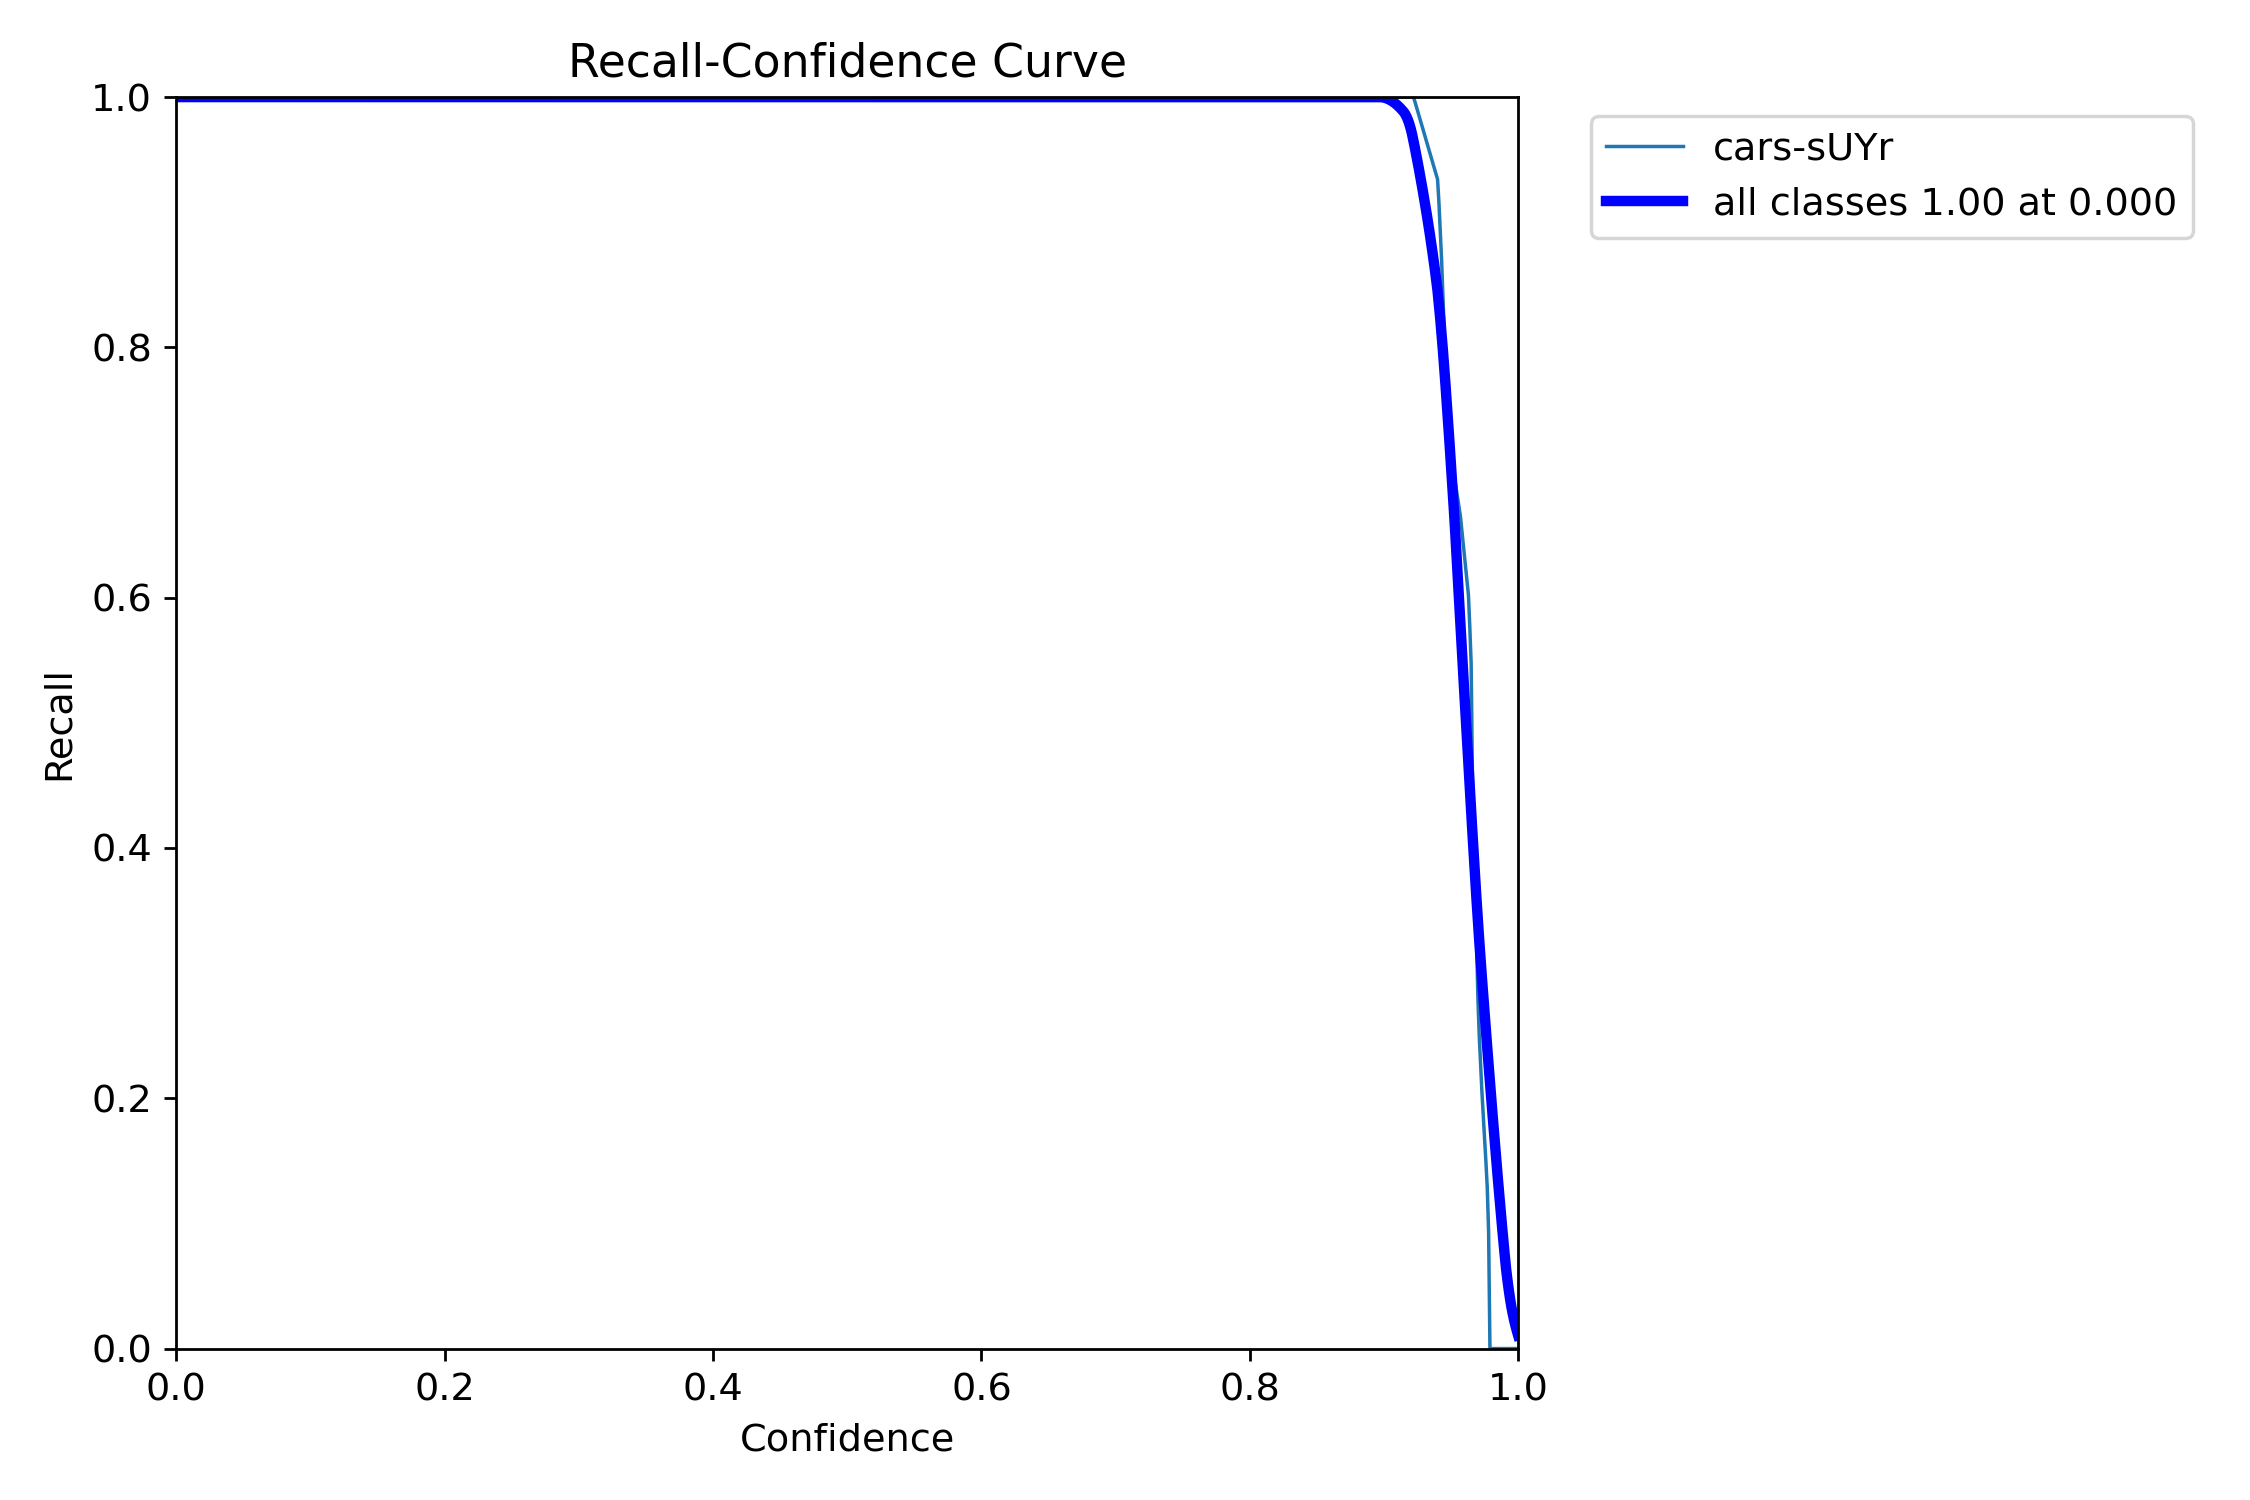 Recall-Confidence Curve
1.0
0.8
0.6
0.4
0.2
0.0
Recall
0.0 0.2 0.4 0.6 0.8 1.0
Confidence
cars-sUYr
all classes 1.00 at 0.000